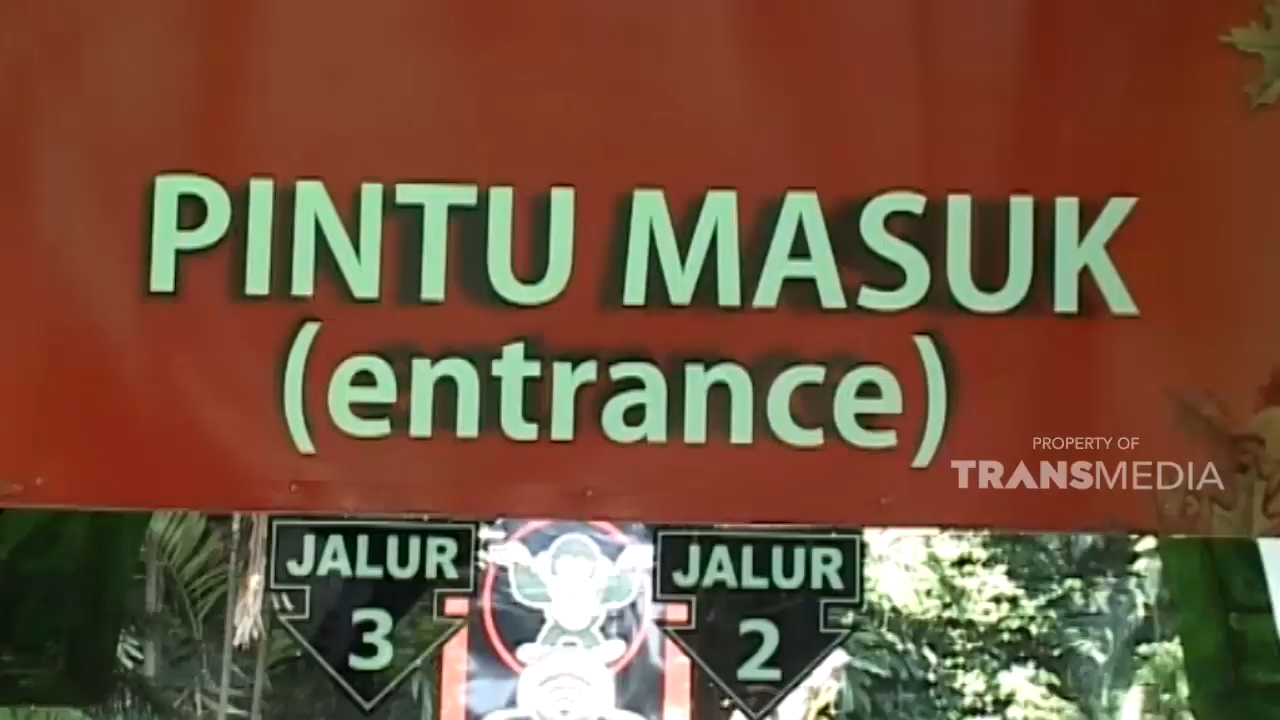 PINTU MASUK
(entrance)
PROPERTY OF
TRANSMEDIA
JALUR
3
JALUR
2